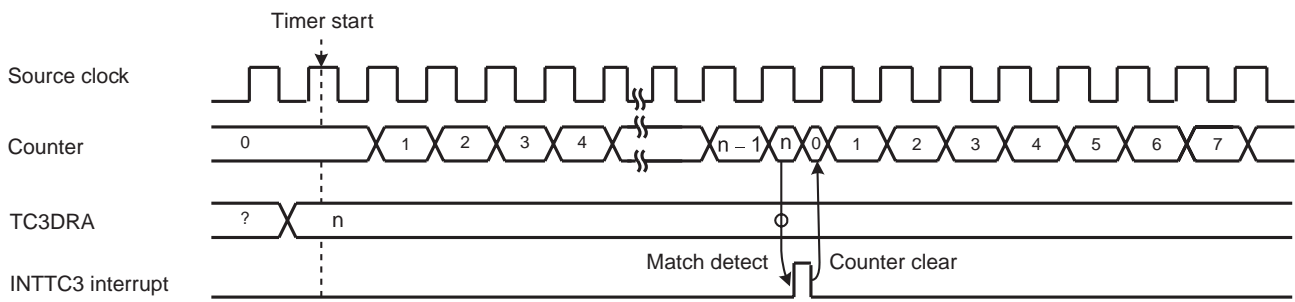 Timer start
Source clock
Counter 0 1 2 3 4 n – 1 n 0 1 2 3 4 5 6 7
TC3DRA ? n
Match detect Counter clear
INTTC3 interrupt